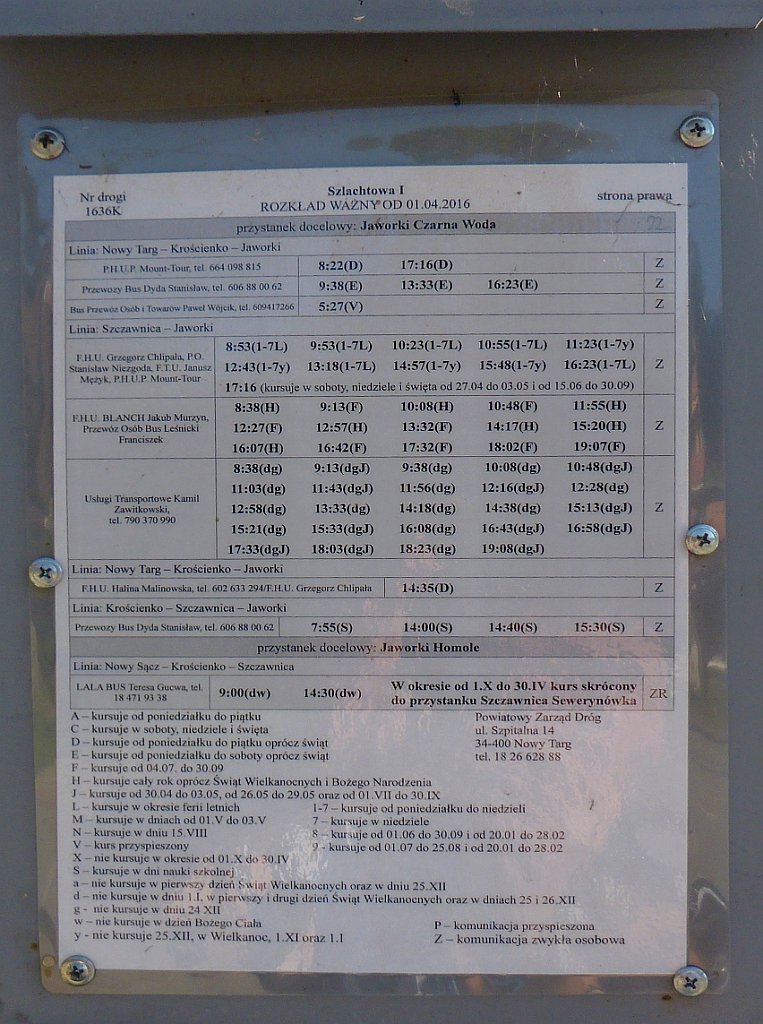 Nr drogi
1636K
Szlachtowa I
ROZKŁAD WAŻNY OD 01.04.2016
strona prawa
przystanek docelowy: Jaworki Czarna Woda
Linia: Nowy Targ – Krościenko – Jaworki
P.H.U.P. Mount-Tour, tel. 664 098 815 8:22(D) 17:16(D) Z
Przewozy Bus Dyda Stanisław, tel. 606 88 00 62 9:38(E) 13:33(E) 16:23(E) Z
Bus Przewóz Osób i Towarów Paweł Wójcik, tel. 609417266 5:27(V) Z
Linia: Szczawnica – Jaworki
F.H.U. Grzegorz Chlipała, P.O.
Stanisław Niezgoda, F.T.U. Janusz
Mężyk, P.H.U.P. Mount-Tour
8:53(1-7L) 9:53(1-7L) 10:23(1-7L) 10:55(1-7L) 11:23(1-7y)
12:43(1-7y) 13:18(1-7L) 14:57(1-7y) 15:48(1-7y) 16:23(1-7L) Z
17:16 (kursuje w soboty, niedziele i święta od 27.04 do 03.05 i od 15.06 do 30.09)
F.H.U. BLANCH Jakub Murzyn,
Przewóz Osób Bus Leśnicki
Franciszek
8:38(H) 9:13(F) 10:08(H) 10:48(F) 11:55(H)
12:27(F) 12:57(H) 13:32(F) 14:17(H) 15:20(H) Z
16:07(H) 16:42(F) 17:32(F) 18:02(F) 19:07(F)
Usługi Transportowe Kamil
Zawitkowski,
tel. 790 370 990
8:38(dg) 9:13(dgJ) 9:38(dg) 10:08(dg) 10:48(dgJ)
11:03(dg) 11:43(dgJ) 11:56(dg) 12:16(dgJ) 12:28(dg)
12:58(dg) 13:33(dg) 14:18(dg) 14:38(dg) 15:13(dgJ) Z
15:21(dg) 15:33(dgJ) 16:08(dg) 16:43(dgJ) 16:58(dgJ)
17:33(dgJ) 18:03(dgJ) 18:23(dg) 19:08(dgJ)
Linia: Nowy Targ – Krościenko – Jaworki
F.H.U. Halina Malinowska, tel. 602 633 294/F.H.U. Grzegorz Chlipała 14:35(D) Z
Linia: Krościenko – Szczawnica – Jaworki
Przewozy Bus Dyda Stanisław, tel. 606 88 00 62 7:55(S) 14:00(S) 14:40(S) 15:30(S) Z
przystanek docelowy: Jaworki Homole
Linia: Nowy Sącz – Krościenko – Szczawnica
LALA BUS Teresa Gucwa, tel.
18 471 93 38
9:00(dw) 14:30(dw)
W okresie od 1.X do 30.IV kurs skrócony
do przystanku Szczawnica Sewerynówka
ZR
A – kursuje od poniedziałku do piątku
C – kursuje w soboty, niedziele i święta
D – kursuje od poniedziałku do piątku oprócz świąt
E – kursuje od poniedziałku do soboty oprócz świąt
F – kursuje od 04.07. do 30.09
Powiatowy Zarząd Dróg
ul. Szpitalna 14
34-400 Nowy Targ
tel. 18 26 628 88
H – kursuje cały rok oprócz Świąt Wielkanocnych i Bożego Narodzenia
J – kursuje od 30.04 do 03.05, od 26.05 do 29.05 oraz od 01.VII do 30.IX
L – kursuje w okresie ferii letnich
M – kursuje w dniach od 01.V do 03.V
N – kursuje w dniu 15.VIII
V – kurs przyspieszony
1-7 – kursuje od poniedziałku do niedzieli
7 – kursuje w niedziele
8 – kursuje od 01.06 do 30.09 i od 20.01 do 28.02
9 - kursuje od 01.07 do 25.08 i od 20.01 do 28.02
X – nie kursuje w okresie od 01.X do 30.IV
S – kursuje w dni nauki szkolnej
a – nie kursuje w pierwszy dzień Świąt Wielkanocnych oraz w dniu 25.XII
d – nie kursuje w dniu 1.I, w pierwszy i drugi dzień Świąt Wielkanocnych oraz w dniach 25 i 26.XII
g - nie kursuje w dniu 24 XII
w – nie kursuje w dzień Bożego Ciała
y - nie kursuje 25.XII, w Wielkanoc, 1.XI oraz 1.I
P – komunikacja przyspieszona
Z – komunikacja zwykła osobowa